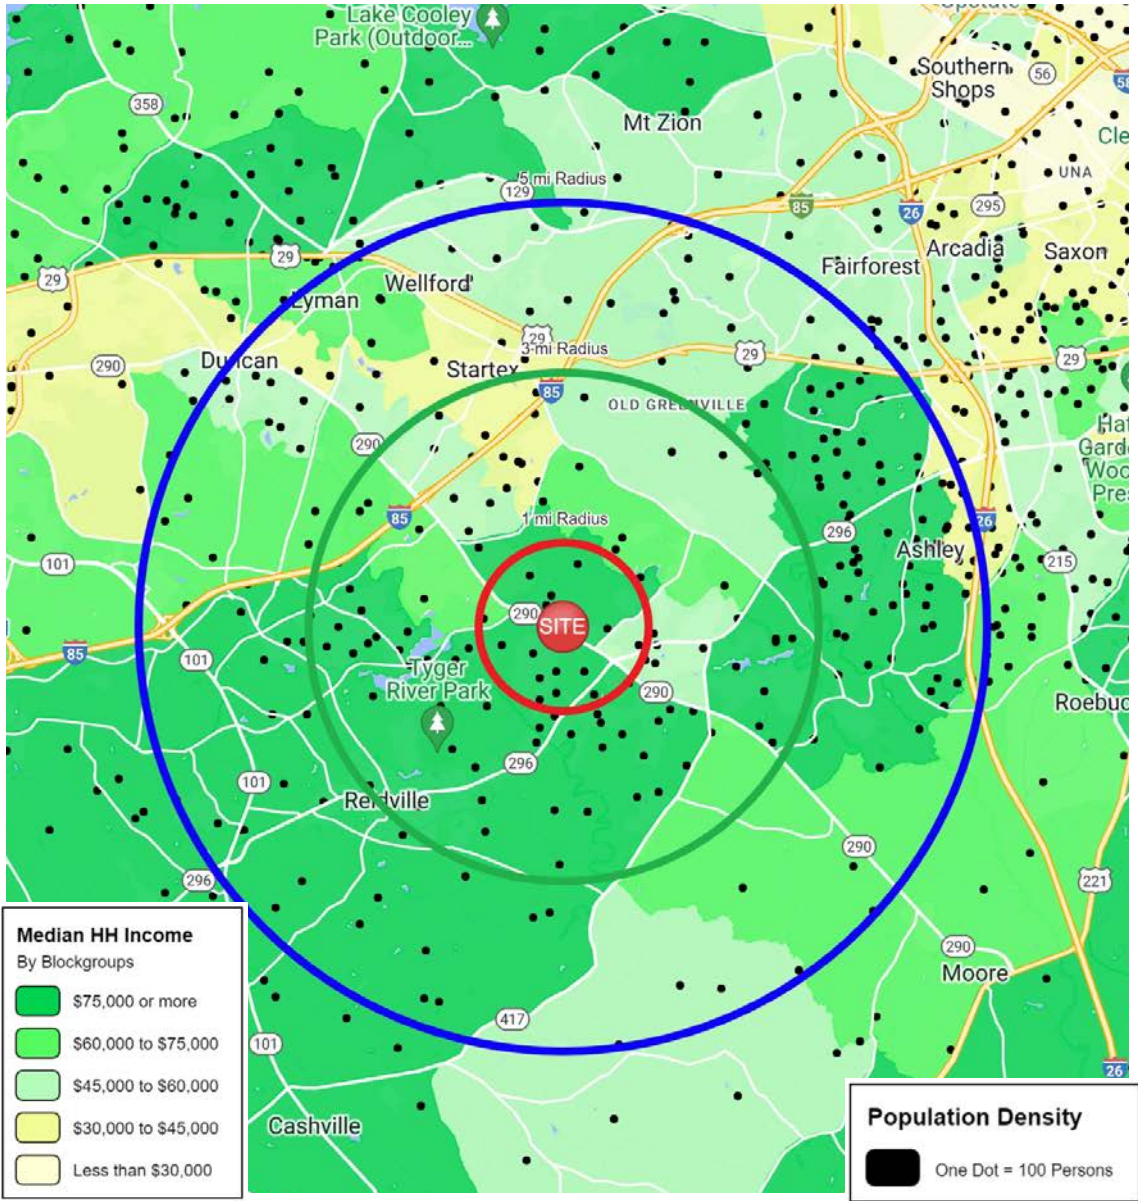 Lake Cooley
Park (Outdoor...
Upstate
Southern
Shops
56
358
Mt Zion
Cle
UNA
5 mi Radius
129
85
26
295
29
29
Arcadia
Saxon
Fairforest
Wellford
Lyman
29
3 mi Radius
29
29
290
Duncan
Startex
85
OLD GREENVILLE
290
Hat
Garde
Woo
Pres
85
1 mi Radius
26
296
Ashley
101
215
290
SITE
85
101
Tyger
River Park
290
Roebuc
296
101
Reidville
290
296
221
290
Moore
417
101
26
Cashville
Median HH Income
By Blockgroups
$75,000 or more
$60,000 to $75,000
$45,000 to $60,000
$30,000 to $45,000
Less than $30,000
Population Density
One Dot = 100 Persons